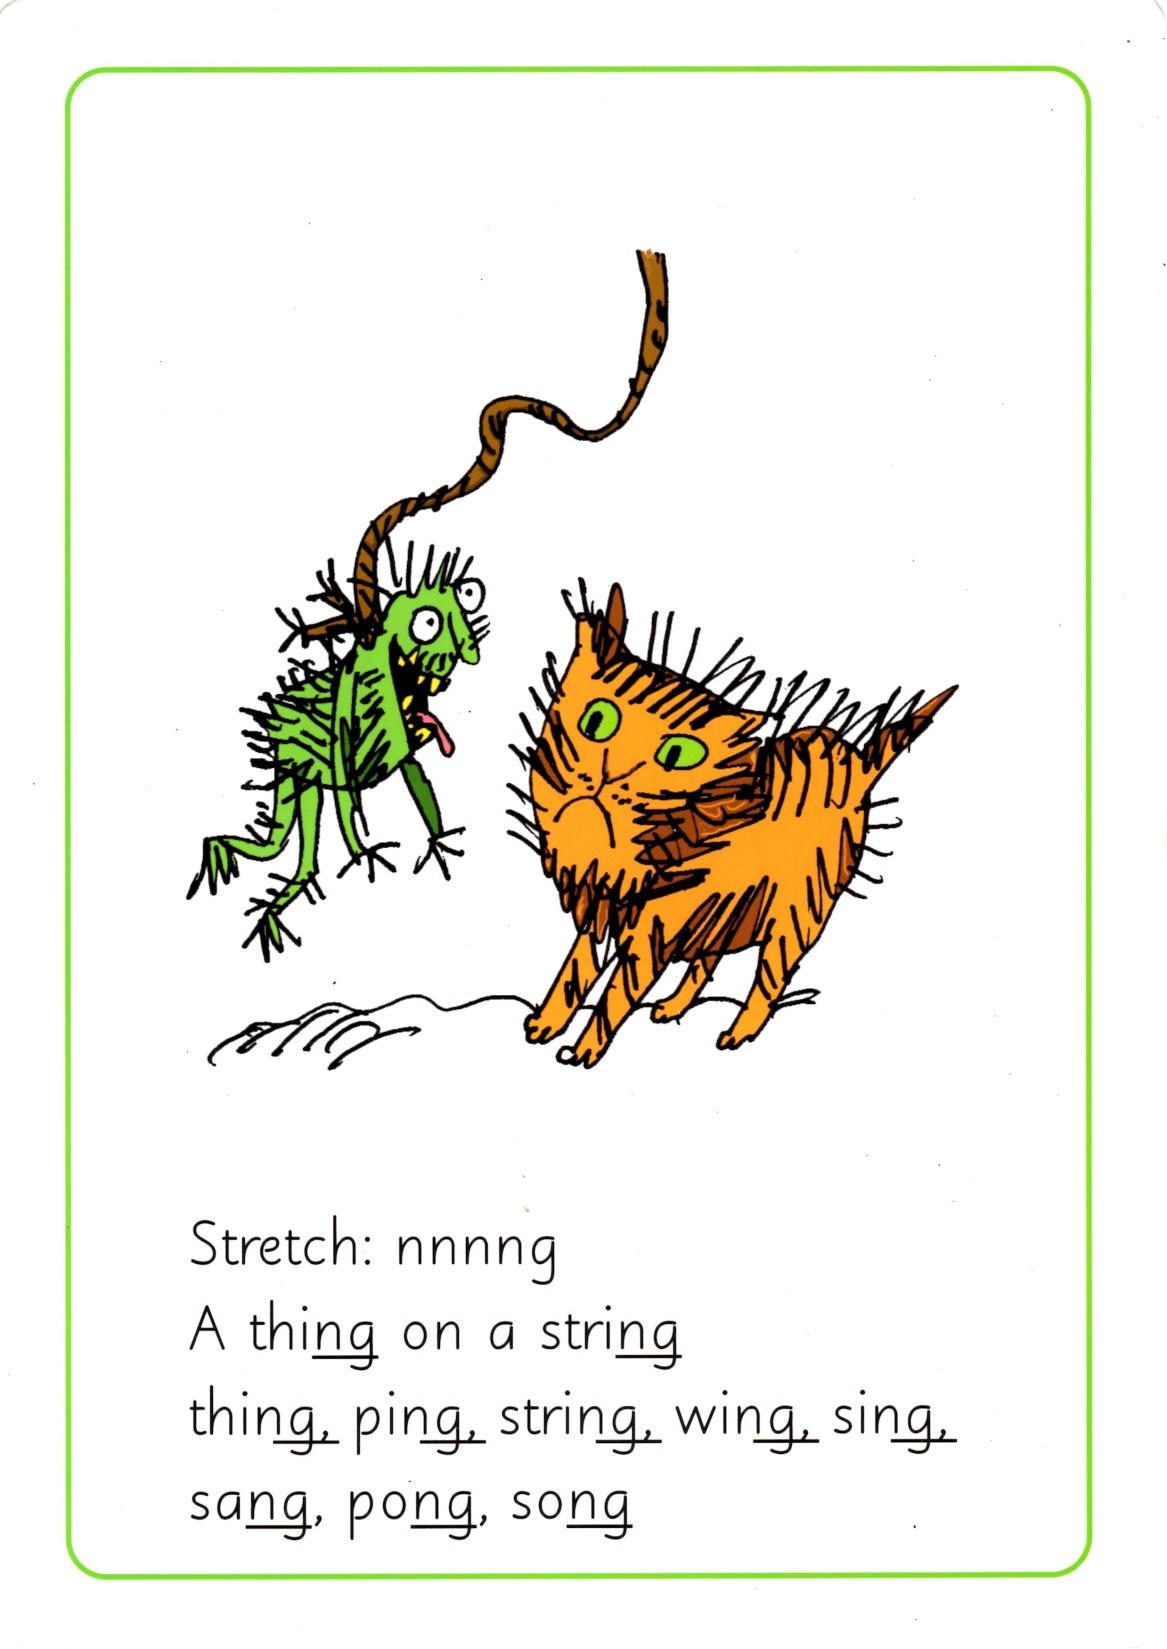 Stretch: nnnng
A thing on a string
thing, ping, string, wing, sing,
sang, pong, song